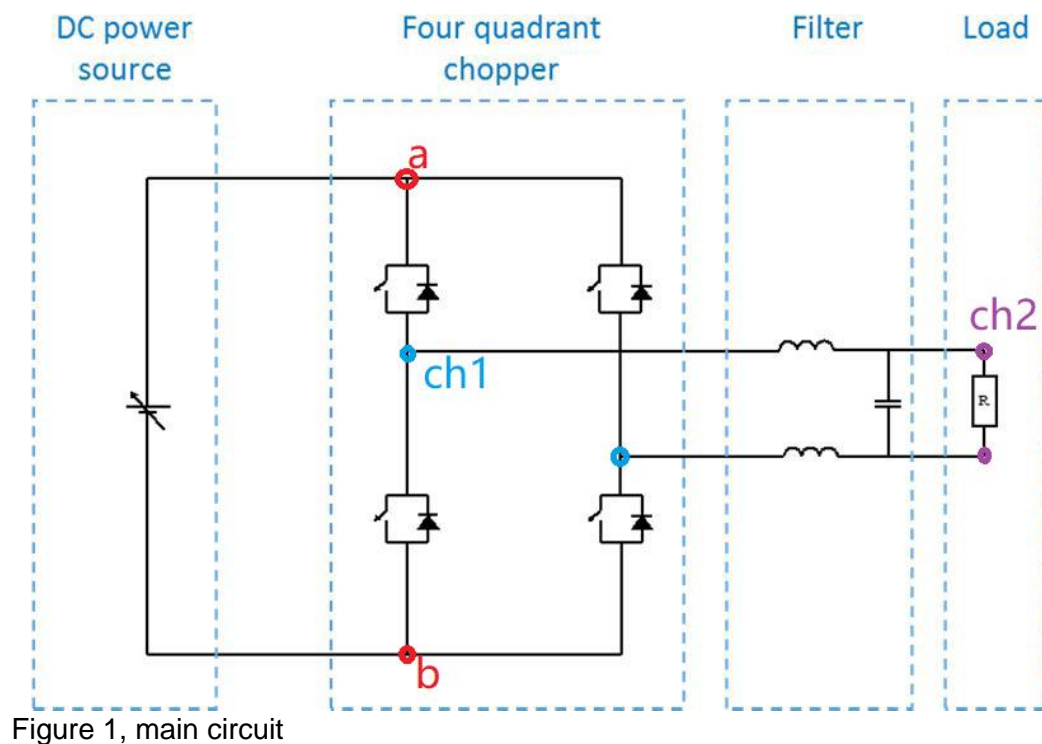 DC power
source
Four quadrant
chopper
Filter
Load
a
ch1
ch2
R
b
Figure 1, main circuit